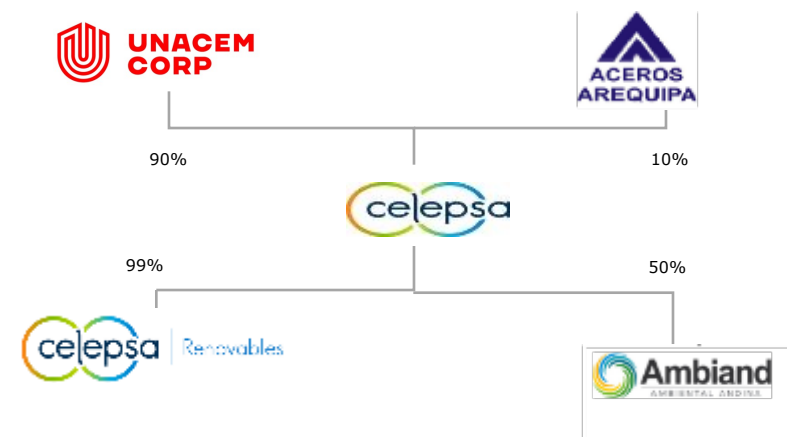 UNACEM
CORP
ACEROS
AREQUIPA
90%
10%
celepsa
99%
50%
celepsa Renovables
Ambiand
AMBIENTAL ANDINA